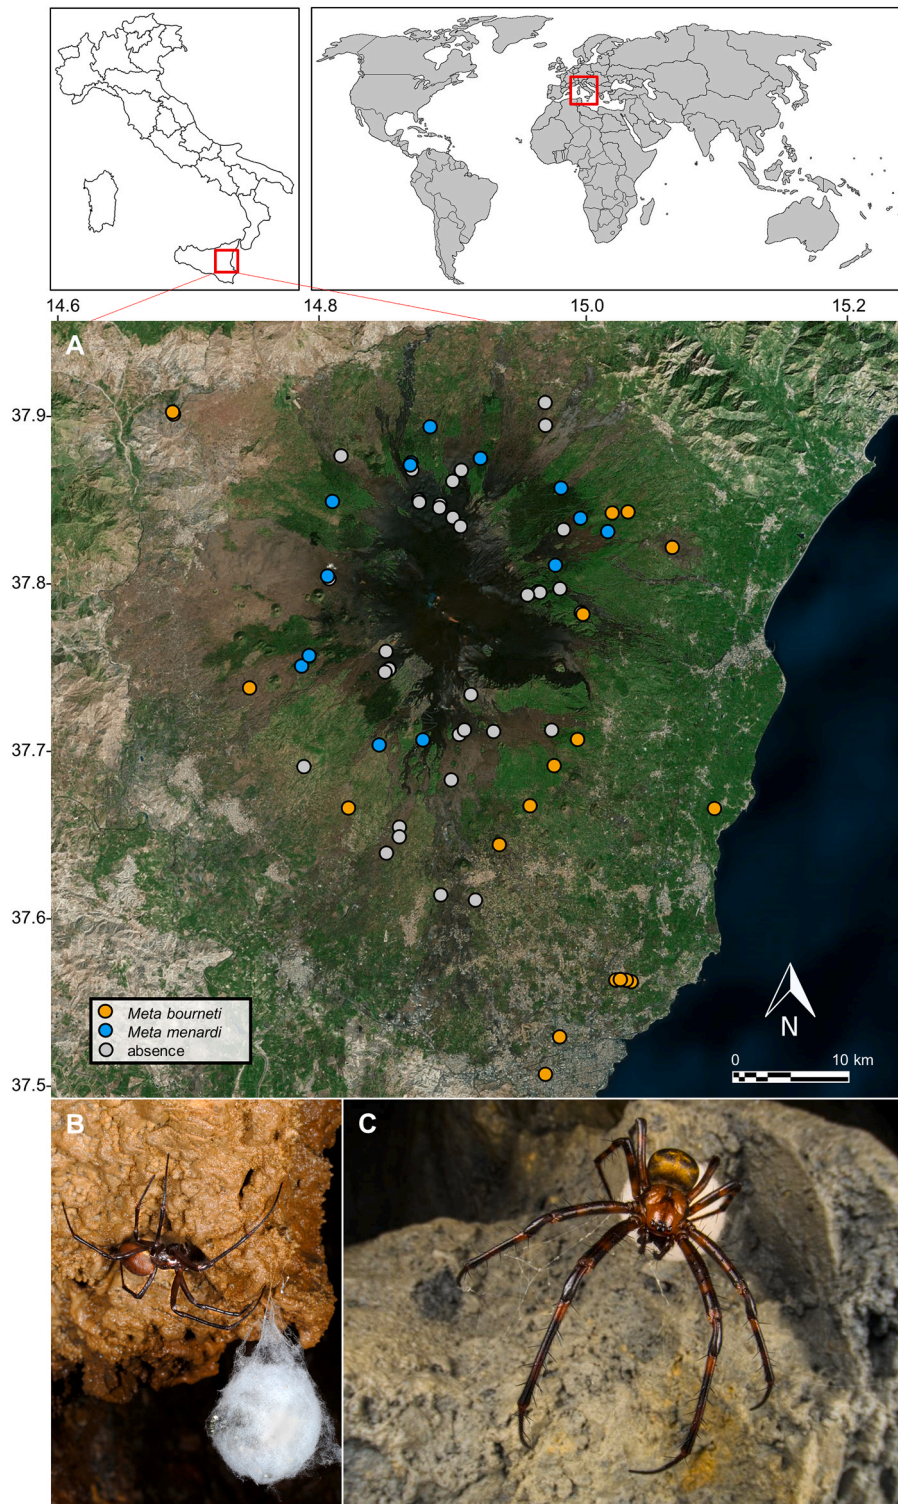 14.6 14.8 15.0 15.2
A
37.9
37.8
37.7
37.6
37.5
Meta bourneti
Meta menardi
absence
N
0 10 km
B
C